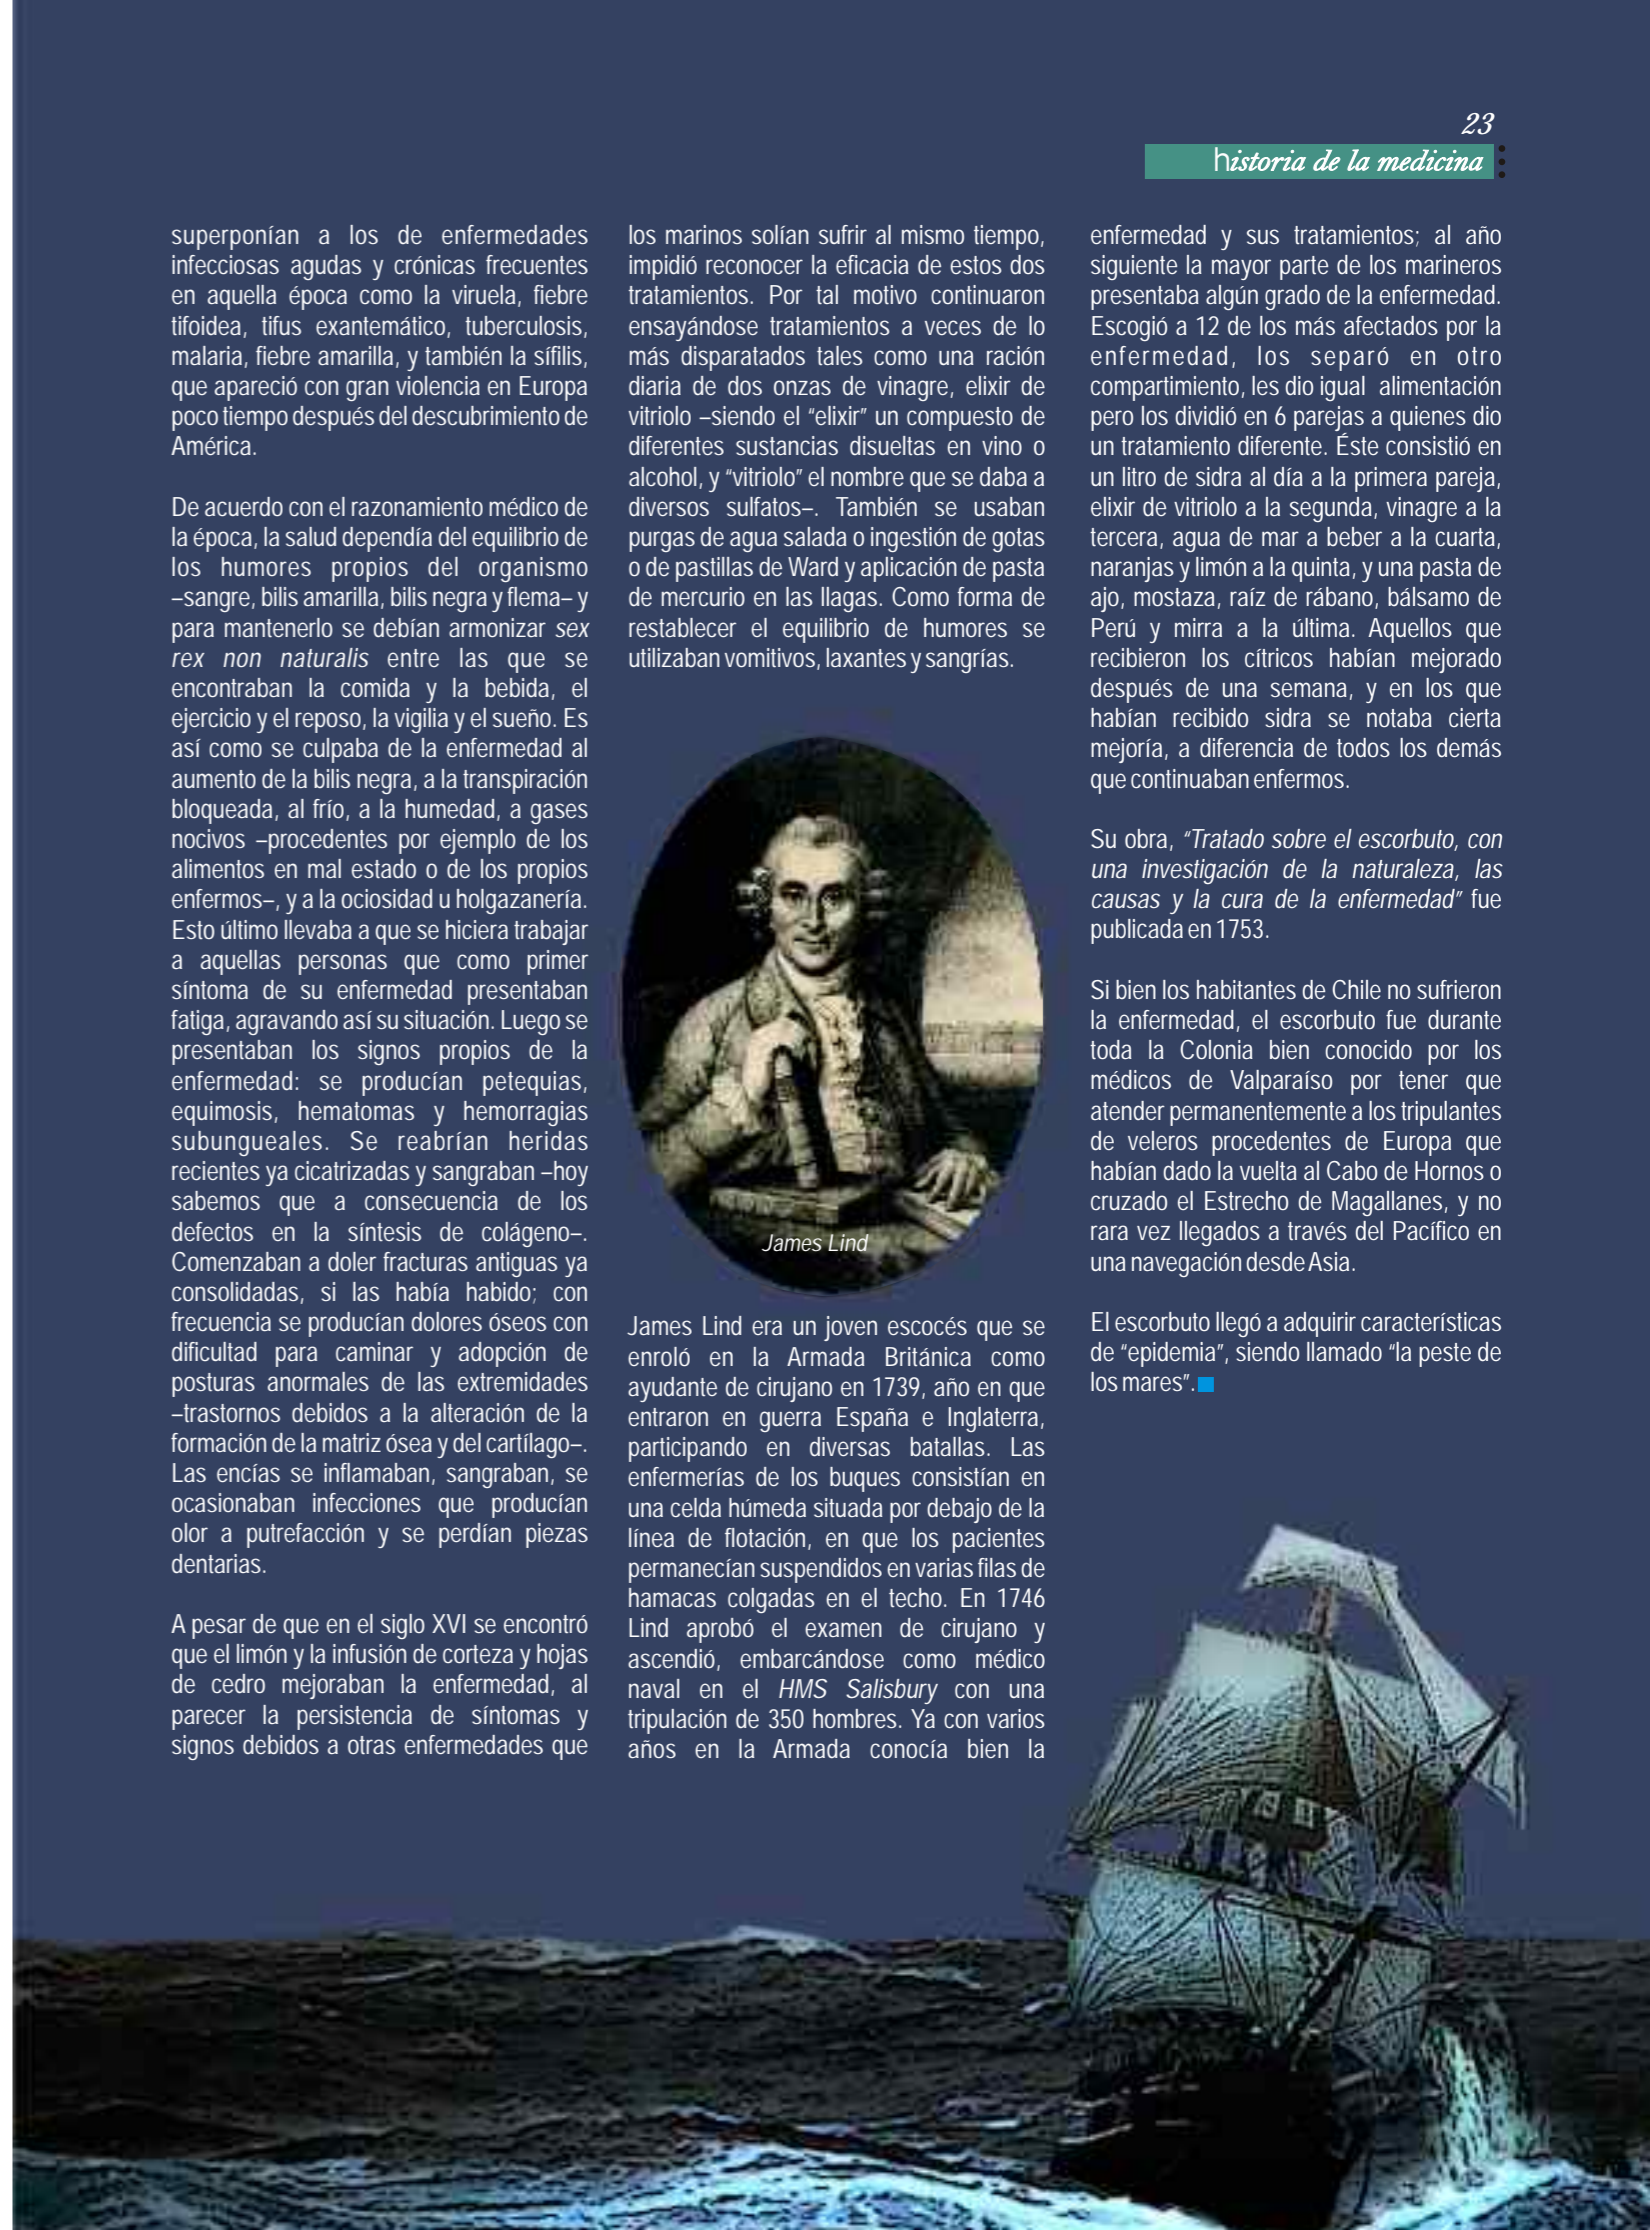 23
historia de la medicina
superponían a los de enfermedades
infecciosas agudas y crónicas frecuentes
en aquella época como la viruela, fiebre
tifoidea, tifus exantemático, tuberculosis,
malaria, fiebre amarilla, y también la sífilis,
que apareció con gran violencia en Europa
poco tiempo después del descubrimiento de
América.
De acuerdo con el razonamiento médico de
la época, la salud dependía del equilibrio de
los humores propios del organismo
–sangre, bilis amarilla, bilis negra y flema– y
para mantenerlo se debían armonizar sex
rex non naturalis entre las que se
encontraban la comida y la bebida, el
ejercicio y el reposo, la vigilia y el sueño. Es
así como se culpaba de la enfermedad al
aumento de la bilis negra, a la transpiración
bloqueada, al frío, a la humedad, a gases
nocivos –procedentes por ejemplo de los
alimentos en mal estado o de los propios
enfermos–, y a la ociosidad u holgazanería.
Esto último llevaba a que se hiciera trabajar
a aquellas personas que como primer
síntoma de su enfermedad presentaban
fatiga, agravando así su situación. Luego se
presentaban los signos propios de la
enfermedad: se producían petequias,
equimosis, hematomas y hemorragias
subungueales. Se reabrían heridas
recientes ya cicatrizadas y sangraban –hoy
sabemos que a consecuencia de los
defectos en la síntesis de colágeno–.
Comenzaban a doler fracturas antiguas ya
consolidadas, si las había habido; con
frecuencia se producían dolores óseos con
dificultad para caminar y adopción de
posturas anormales de las extremidades
–trastornos debidos a la alteración de la
formación de la matriz ósea y del cartílago–.
Las encías se inflamaban, sangraban, se
ocasionaban infecciones que producían
olor a putrefacción y se perdían piezas
dentarias.
A pesar de que en el siglo XVI se encontró
que el limón y la infusión de corteza y hojas
de cedro mejoraban la enfermedad, al
parecer la persistencia de síntomas y
signos debidos a otras enfermedades que
los marinos solían sufrir al mismo tiempo,
impidió reconocer la eficacia de estos dos
tratamientos. Por tal motivo continuaron
ensayándose tratamientos a veces de lo
más disparatados tales como una ración
diaria de dos onzas de vinagre, elixir de
vitriolo –siendo el “elixir” un compuesto de
diferentes sustancias disueltas en vino o
alcohol, y “vitriolo” el nombre que se daba a
diversos sulfatos–. También se usaban
purgas de agua salada o ingestión de gotas
o de pastillas de Ward y aplicación de pasta
de mercurio en las llagas. Como forma de
restablecer el equilibrio de humores se
utilizaban vomitivos, laxantes y sangrías.
James Lind
James Lind era un joven escocés que se
enroló en la Armada Británica como
ayudante de cirujano en 1739, año en que
entraron en guerra España e Inglaterra,
participando en diversas batallas. Las
enfermerías de los buques consistían en
una celda húmeda situada por debajo de la
línea de flotación, en que los pacientes
permanecían suspendidos en varias filas de
hamacas colgadas en el techo. En 1746
Lind aprobó el examen de cirujano y
ascendió, embarcándose como médico
naval en el HMS Salisbury con una
tripulación de 350 hombres. Ya con varios
años en la Armada conocía bien la
enfermedad y sus tratamientos; al año
siguiente la mayor parte de los marineros
presentaba algún grado de la enfermedad.
Escogió a 12 de los más afectados por la
enfermedad, los separó en otro
compartimiento, les dio igual alimentación
pero los dividió en 6 parejas a quienes dio
un tratamiento diferente. Éste consistió en
un litro de sidra al día a la primera pareja,
elixir de vitriolo a la segunda, vinagre a la
tercera, agua de mar a beber a la cuarta,
naranjas y limón a la quinta, y una pasta de
ajo, mostaza, raíz de rábano, bálsamo de
Perú y mirra a la última. Aquellos que
recibieron los cítricos habían mejorado
después de una semana, y en los que
habían recibido sidra se notaba cierta
mejoría, a diferencia de todos los demás
que continuaban enfermos.
Su obra, “Tratado sobre el escorbuto, con
una investigación de la naturaleza, las
causas y la cura de la enfermedad” fue
publicada en 1753.
Si bien los habitantes de Chile no sufrieron
la enfermedad, el escorbuto fue durante
toda la Colonia bien conocido por los
médicos de Valparaíso por tener que
atender permanentemente a los tripulantes
de veleros procedentes de Europa que
habían dado la vuelta al Cabo de Hornos o
cruzado el Estrecho de Magallanes, y no
rara vez llegados a través del Pacífico en
una navegación desde Asia.
El escorbuto llegó a adquirir características
de “epidemia”, siendo llamado “la peste de
los mares”.